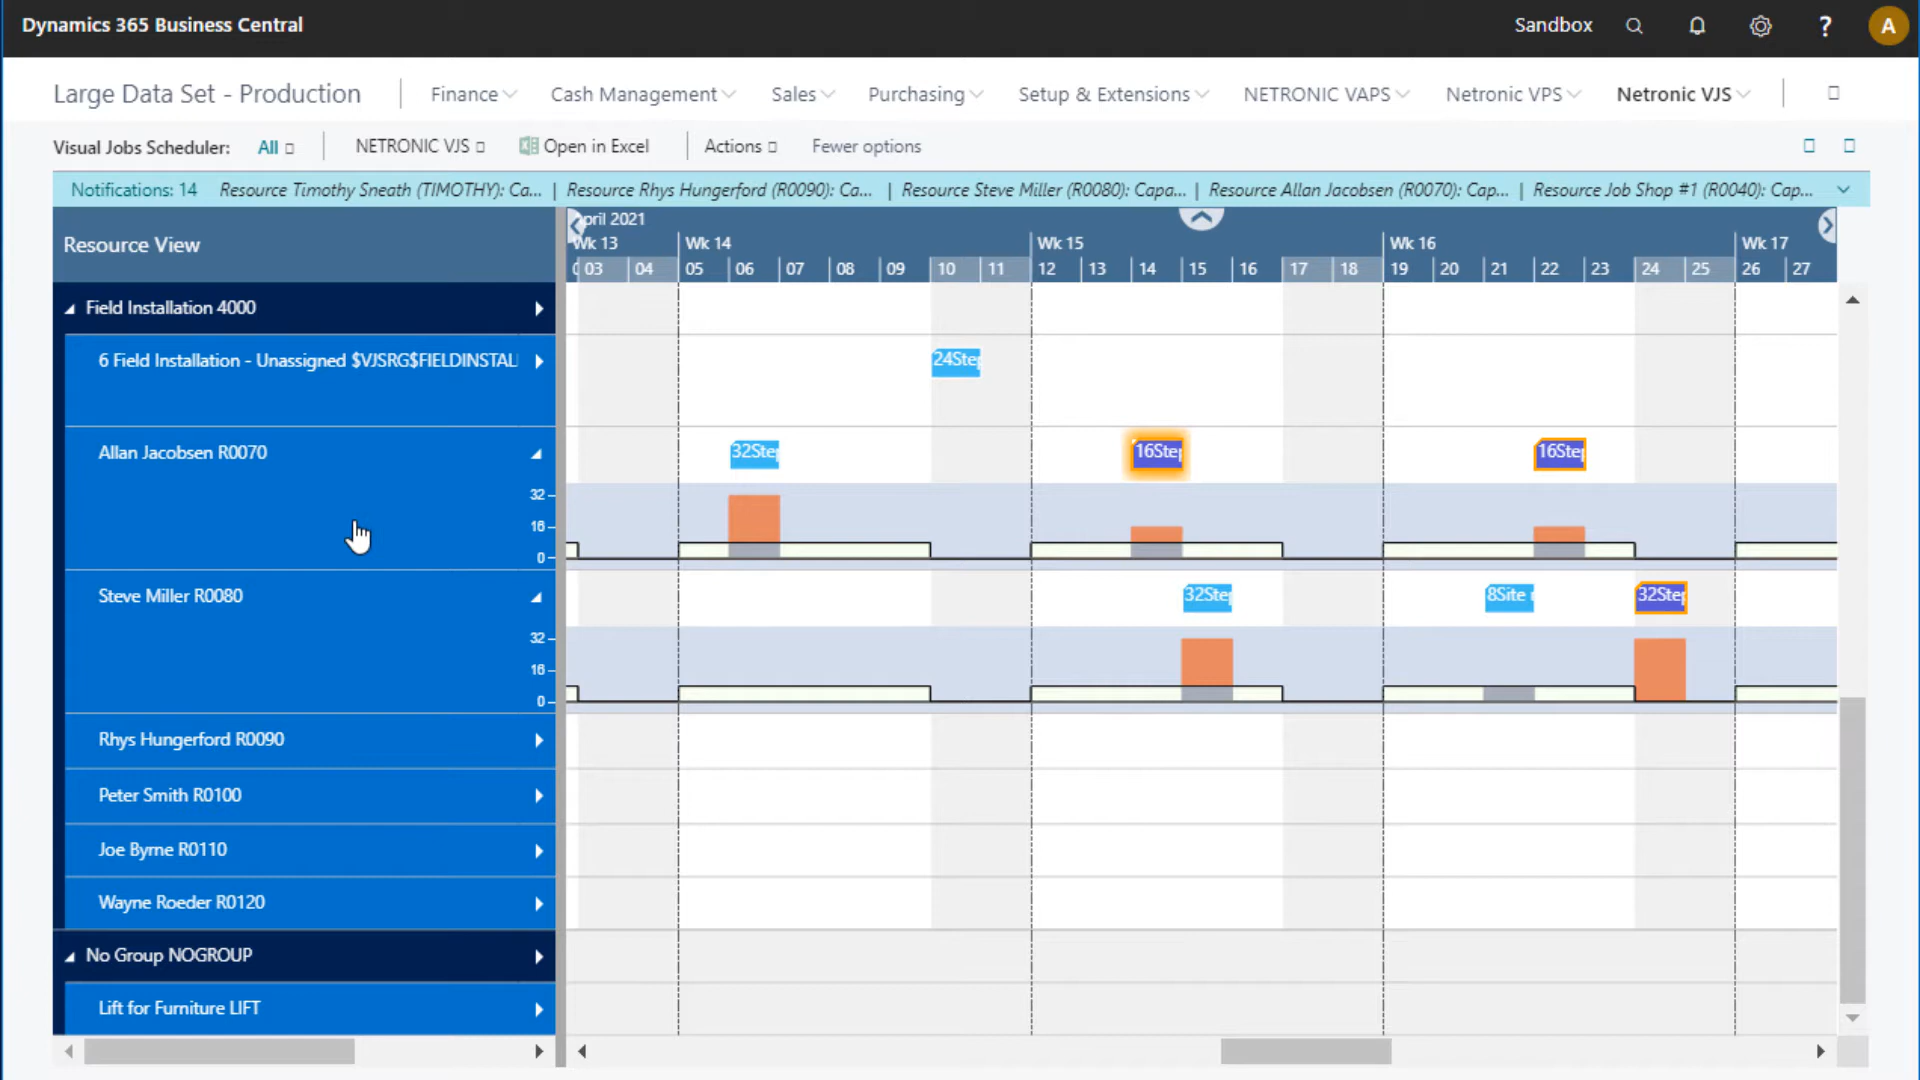 Dynamics 365 Business Central
Sandbox
?
A
Large Data Set - Production
Finance
Cash Management
Sales
Purchasing
Setup & Extensions
NETRONIC VAPS
Netronic VPS
Netronic VJS
Visual Jobs Scheduler:
All
NETRONIC VJS
Open in Excel
Actions
Fewer options
Notifications: 14
Resource Timothy Sneath (TIMOTHY): Ca... | Resource Rhys Hungerford (R0090): Ca... | Resource Steve Miller (R0080): Capa... | Resource Allan Jacobsen (R0070): Cap... | Resource Job Shop #1 (R0040): Cap...
Resource View
pril 2021
Wk 13 Wk 14 Wk 15 Wk 16 Wk 17
03 04 05 06 07 08 09 10 11 12 13 14 15 16 17 18 19 20 21 22 23 24 25 26 27
Field Installation 4000
6 Field Installation - Unassigned $VJSRG$FIELDINSTAL
24Step
Allan Jacobsen R0070
32Step
16Step
16Step
32
16
0
Steve Miller R0080
32Step
8Site
32Step
32
16
0
Rhys Hungerford R0090
Peter Smith R0100
Joe Byrne R0110
Wayne Roeder R0120
No Group NOGROUP
Lift for Furniture LIFT